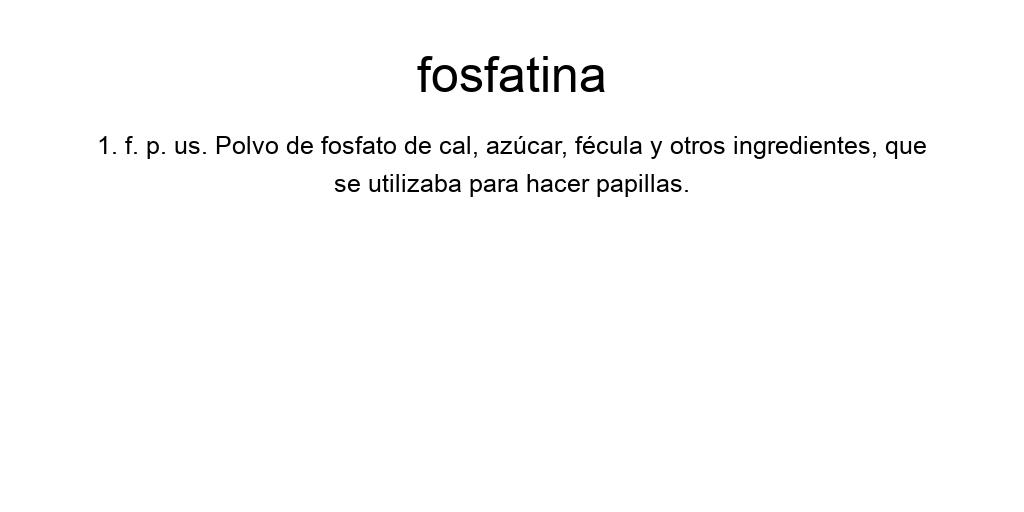 fosfatina
1. f. p. us. Polvo de fosfato de cal, azúcar, fécula y otros ingredientes, que
se utilizaba para hacer papillas.